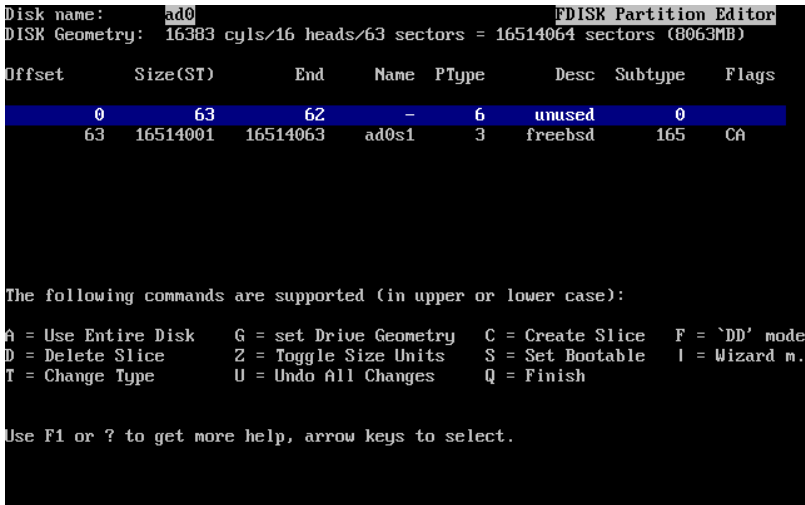 Disk name: ad0 FDISK Partition Editor
DISK Geometry: 16383 cyls/16 heads/63 sectors = 16514064 sectors (8063MB)
Offset Size(ST) End Name PType Desc Subtype Flags
0 63 62 - 6 unused 0
63 16514001 16514063 ad0s1 3 freebsd 165 CA
The following commands are supported (in upper or lower case):
A = Use Entire Disk G = set Drive Geometry C = Create Slice F = `DD' mode
D = Delete Slice Z = Toggle Size Units S = Set Bootable | = Wizard m.
T = Change Type U = Undo All Changes Q = Finish
Use F1 or ? to get more help, arrow keys to select.